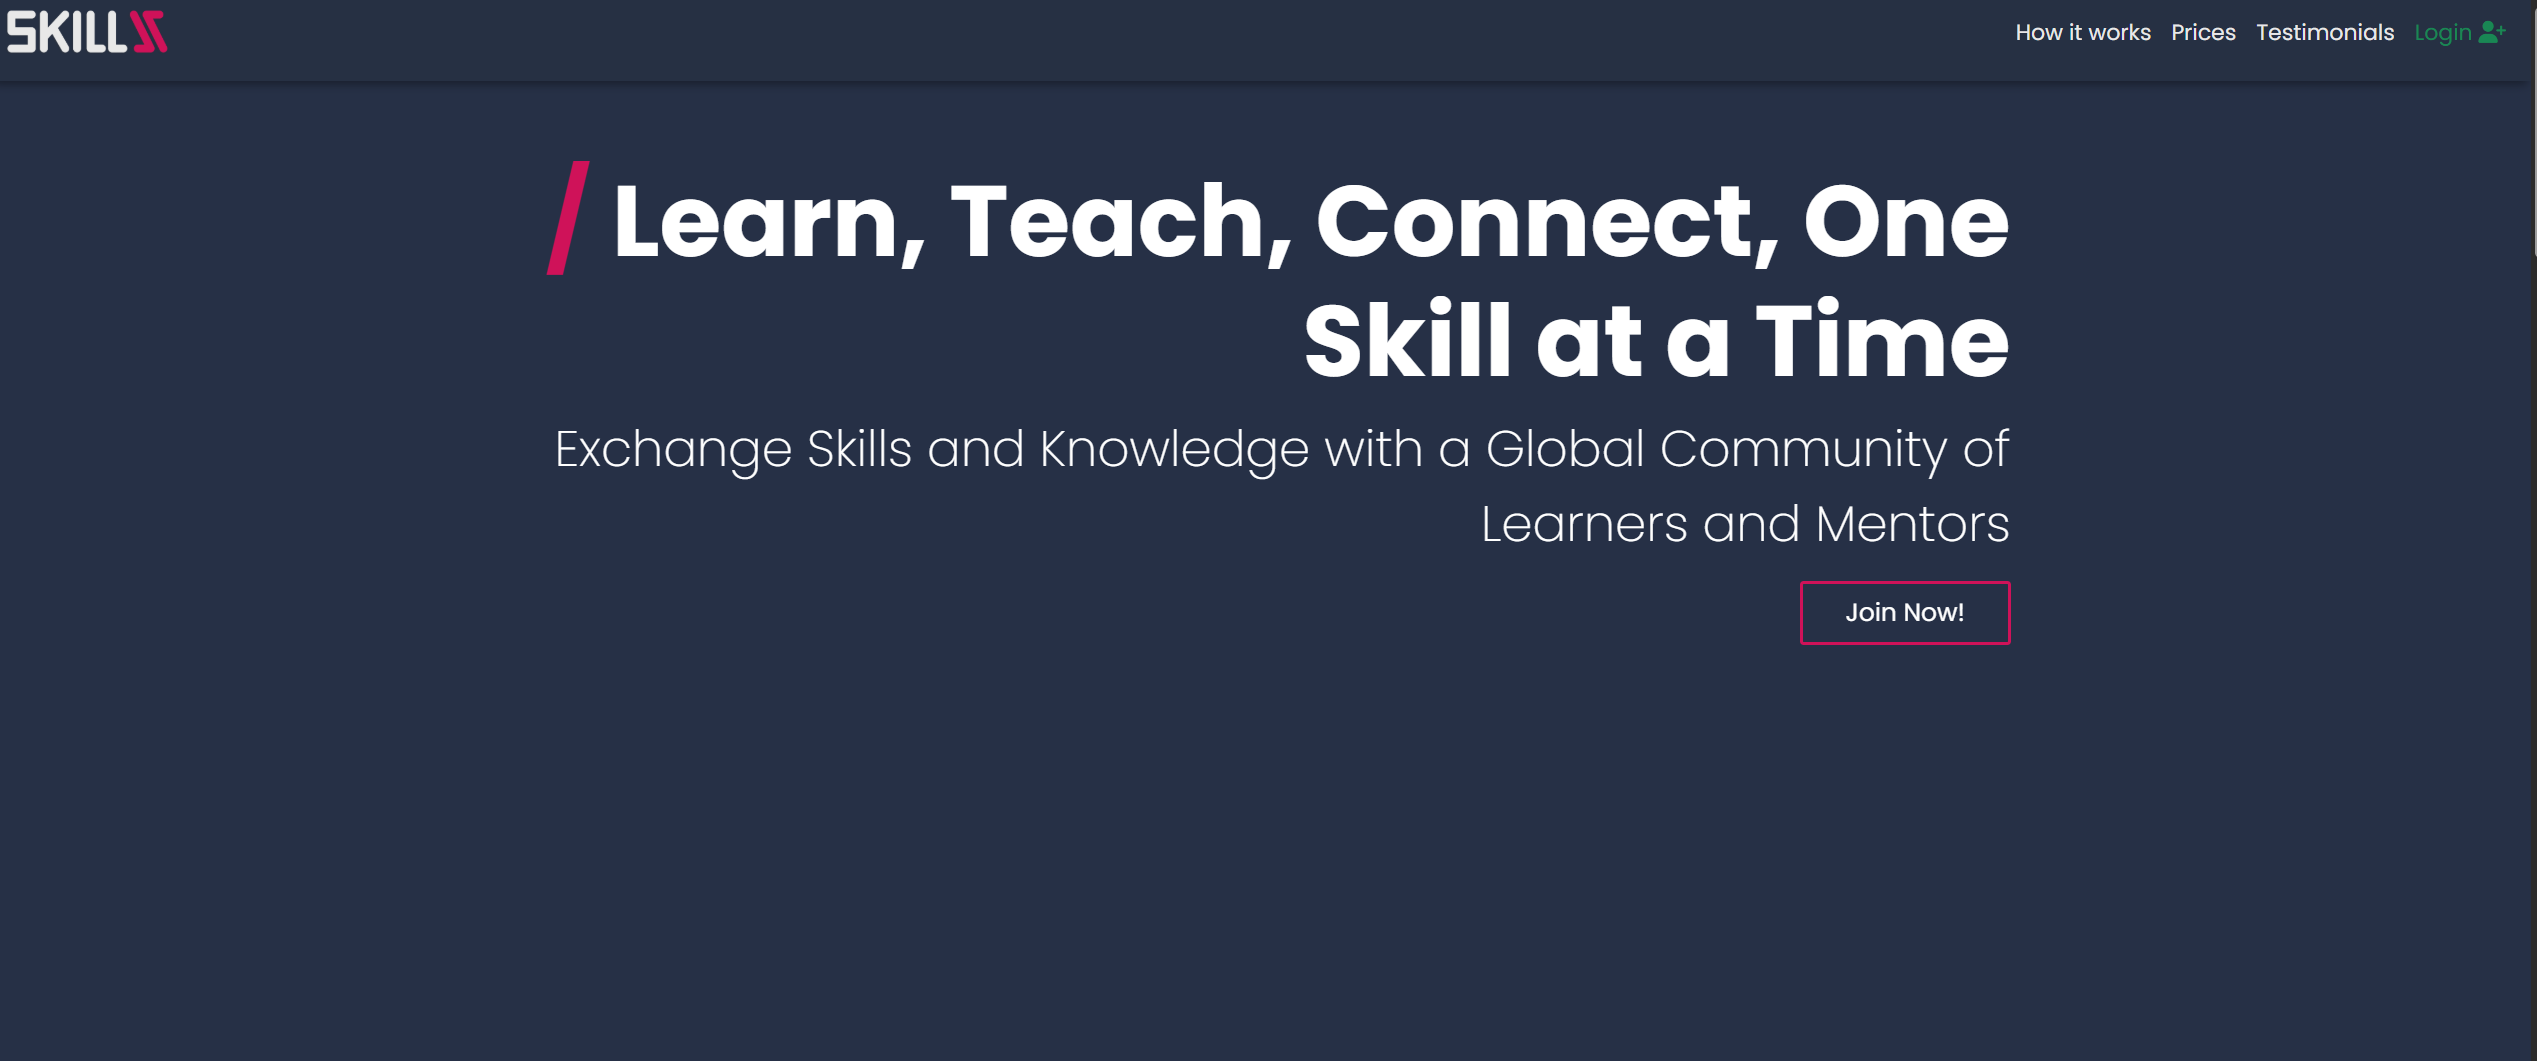 SKILLZ
How it works Prices Testimonials Login
/ Learn, Teach, Connect, One
Skill at a Time
Exchange Skills and Knowledge with a Global Community of
Learners and Mentors
Join Now!